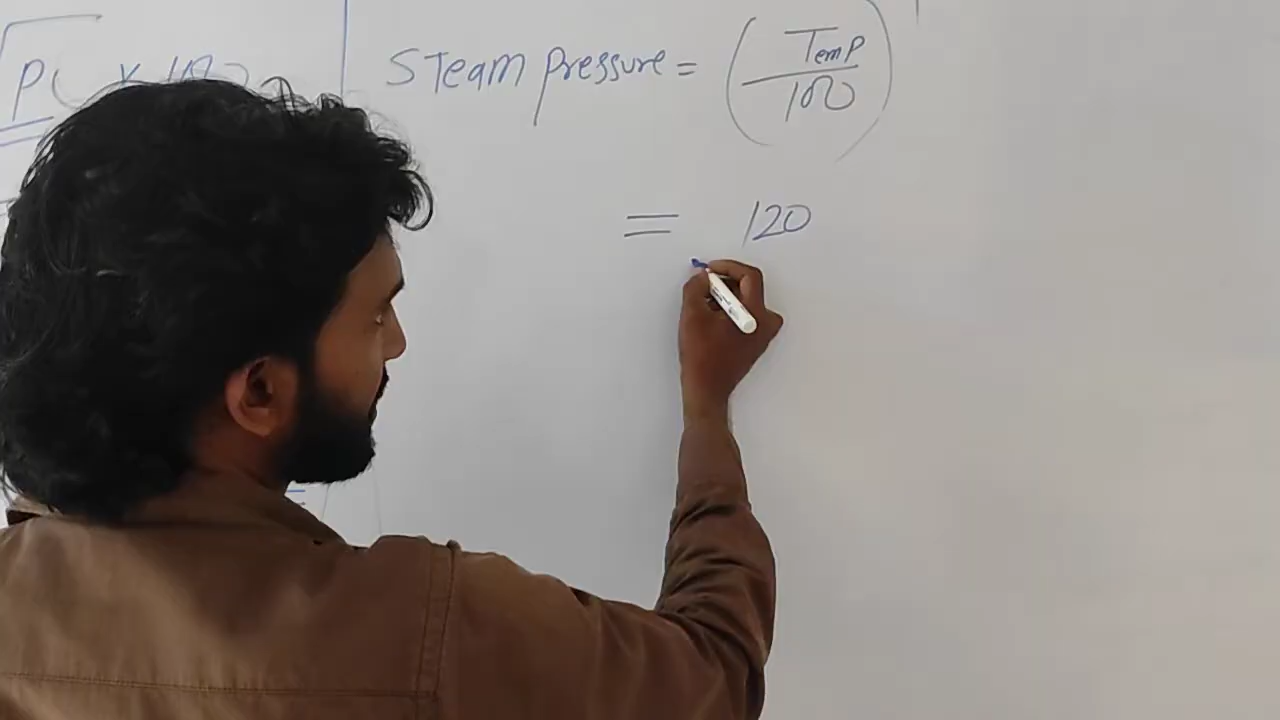 Steam Pressure = (Temp
100)
= 120